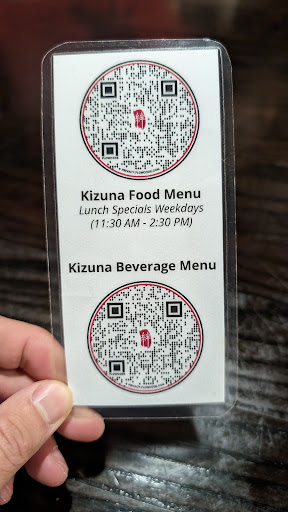 Kizuna Food Menu
Lunch Specials Weekdays
(11:30 AM - 2:30 PM)
Kizuna Beverage Menu